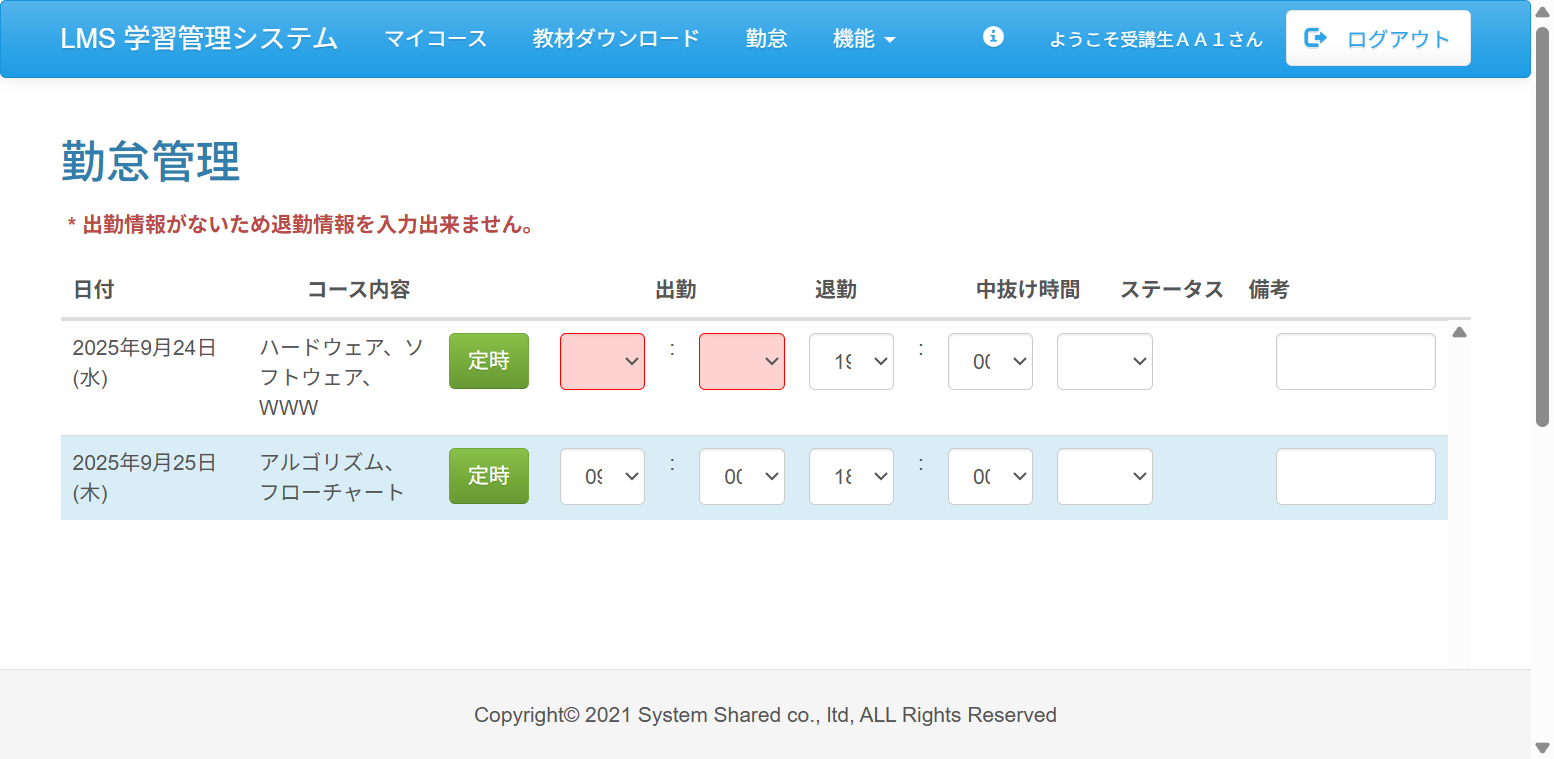 LMS 学習管理システム マイコース 教材ダウンロード 勤怠 機能 ようこそ受講生ＡＡ１さん ログアウト
勤怠管理
* 出勤情報がないため退勤情報を入力出来ません。
日付 コース内容 出勤 退勤 中抜け時間 ステータス 備考
2025年9月24日 ハードウェア、ソ 定時 : 19 : 00
(水) フトウェア、
WWW
2025年9月25日 アルゴリズム、 定時 09 : 00 18 : 00
(木) フローチャート
Copyright© 2021 System Shared co., ltd, ALL Rights Reserved